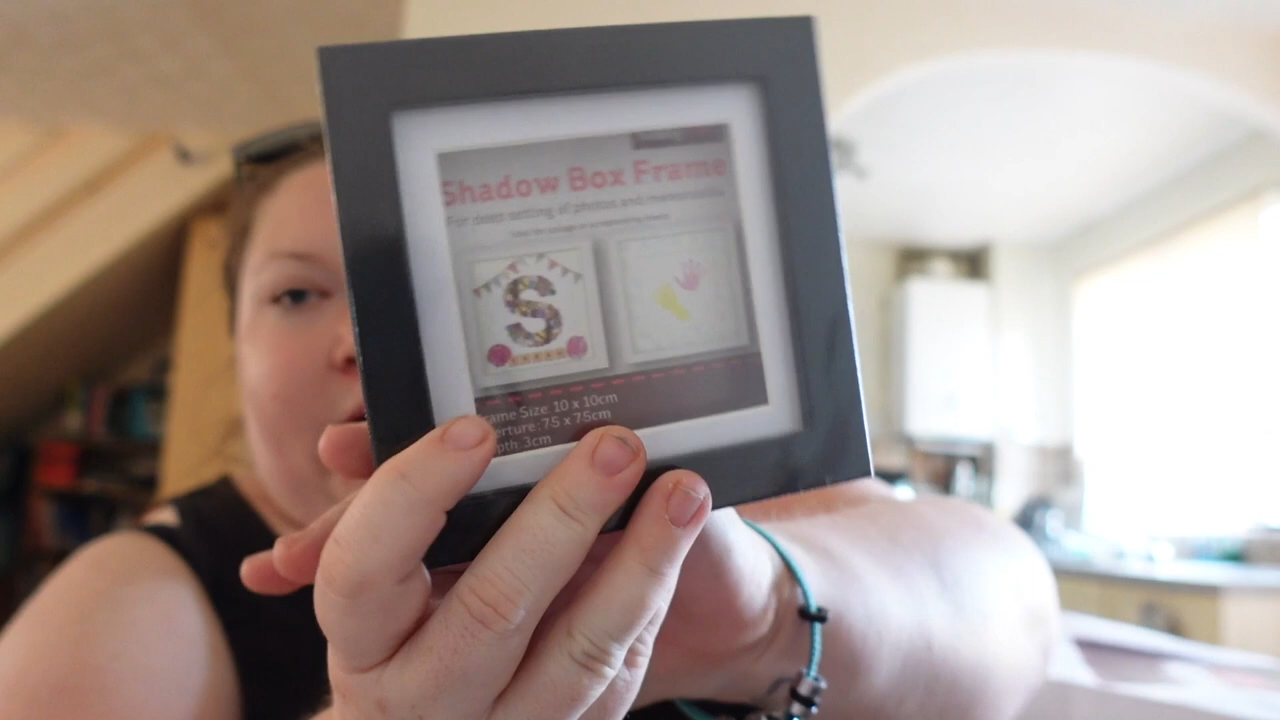 Shadow Box Frame
For deep setting of photos and memorabilia
S
Frame Size: 10 x 10cm
erture: 7.5 x 7.5cm
pth: 3cm